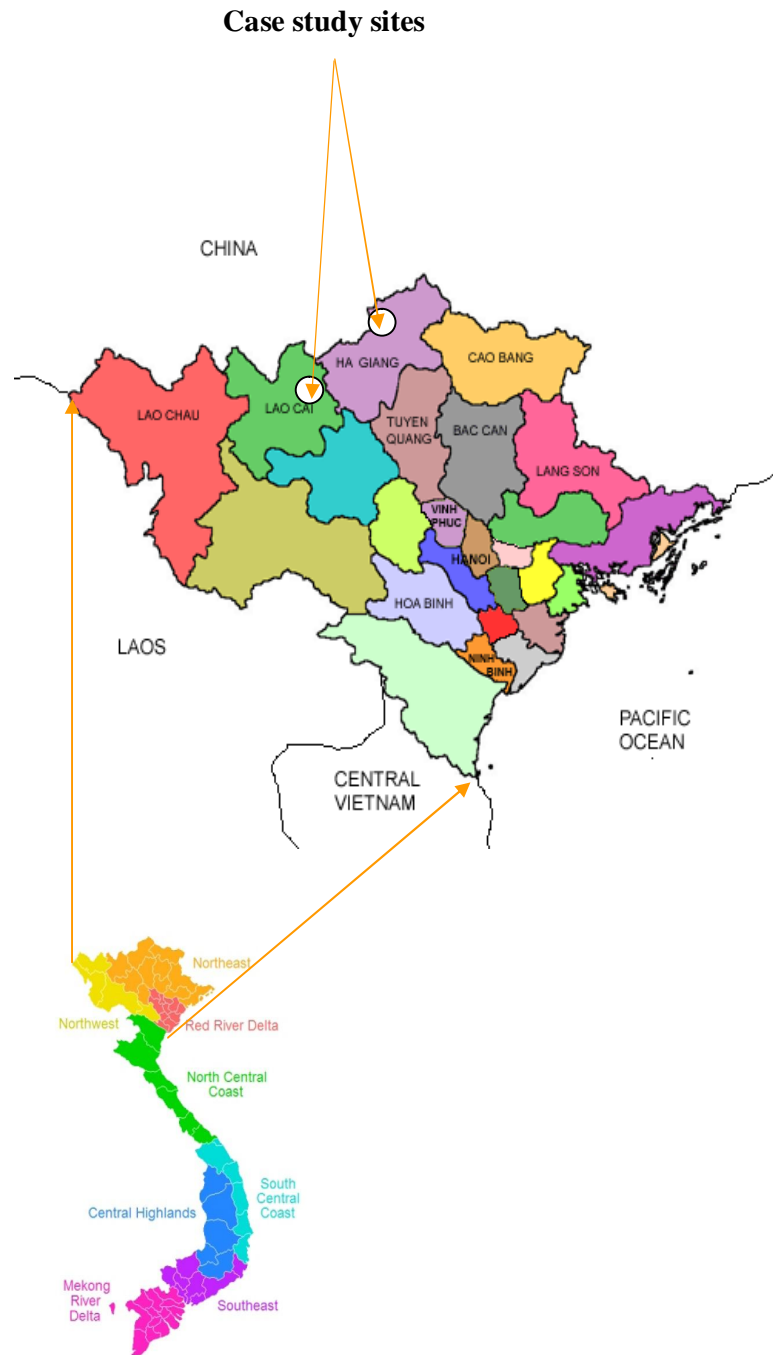 Case study sites
CHINA
HA GIANG
CAO BANG
LAO CHAU
LAO CAI
TUYEN
QUANG
BAC CAN
LANG SON
VINH
PHUC
HANOI
HOA BINH
LAOS
NINH
BINH
PACIFIC
OCEAN
CENTRAL
VIETNAM
Northeast
Northwest
Red River Delta
North Central
Coast
South
Central
Coast
Central Highlands
Mekong
River
Delta
Southeast